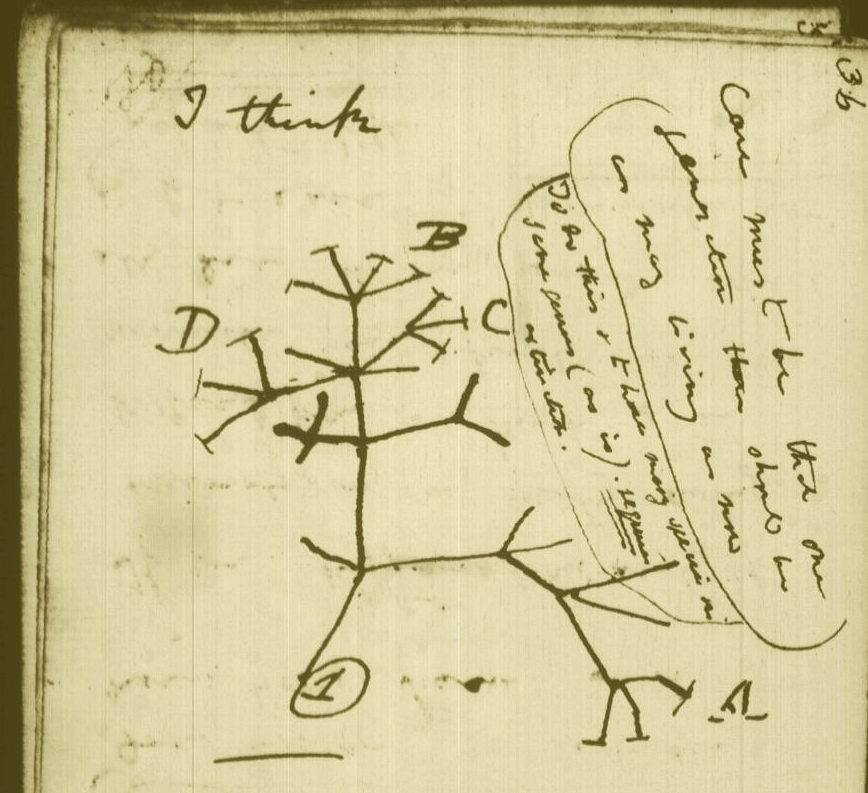 36
I think
Case must be that one
generation then should be
as many living as now
To do this & to have many species in
same genus (as is). requires
extinction.
B
C
D
A
1